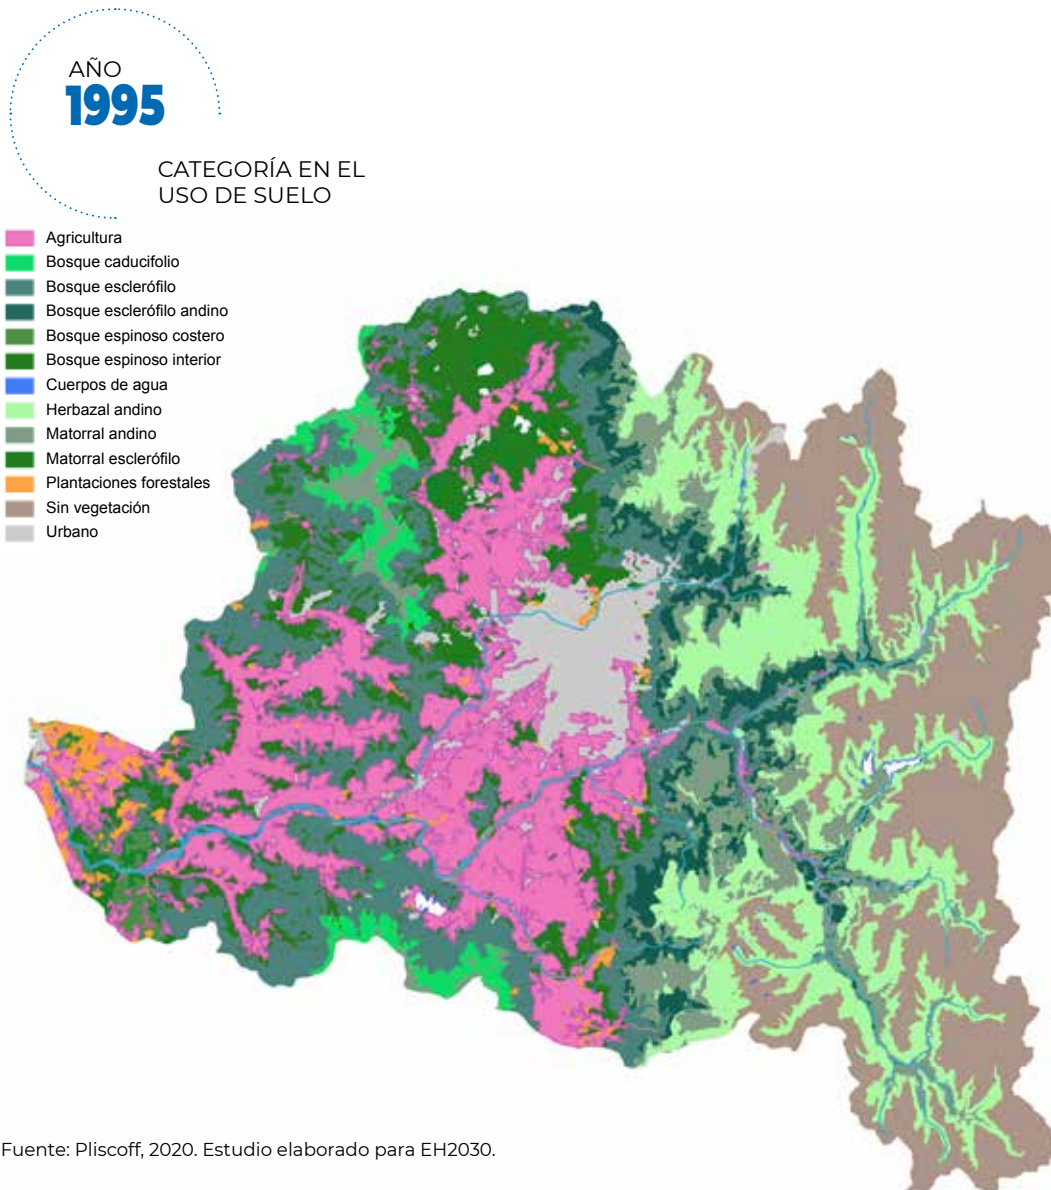 AÑO
1995
CATEGORÍA EN EL
USO DE SUELO
Agricultura
Bosque caducifolio
Bosque esclerófilo
Bosque esclerófilo andino
Bosque espinoso costero
Bosque espinoso interior
Cuerpos de agua
Herbazal andino
Matorral andino
Matorral esclerófilo
Plantaciones forestales
Sin vegetación
Urbano
Fuente: Pliscoff, 2020. Estudio elaborado para EH2030.